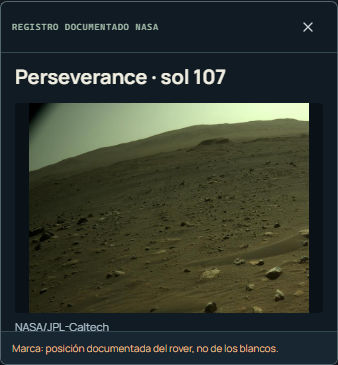 REGISTRO DOCUMENTADO NASA
Perseverance · sol 107
NASA/JPL-Caltech
Marca: posición documentada del rover, no de los blancos.